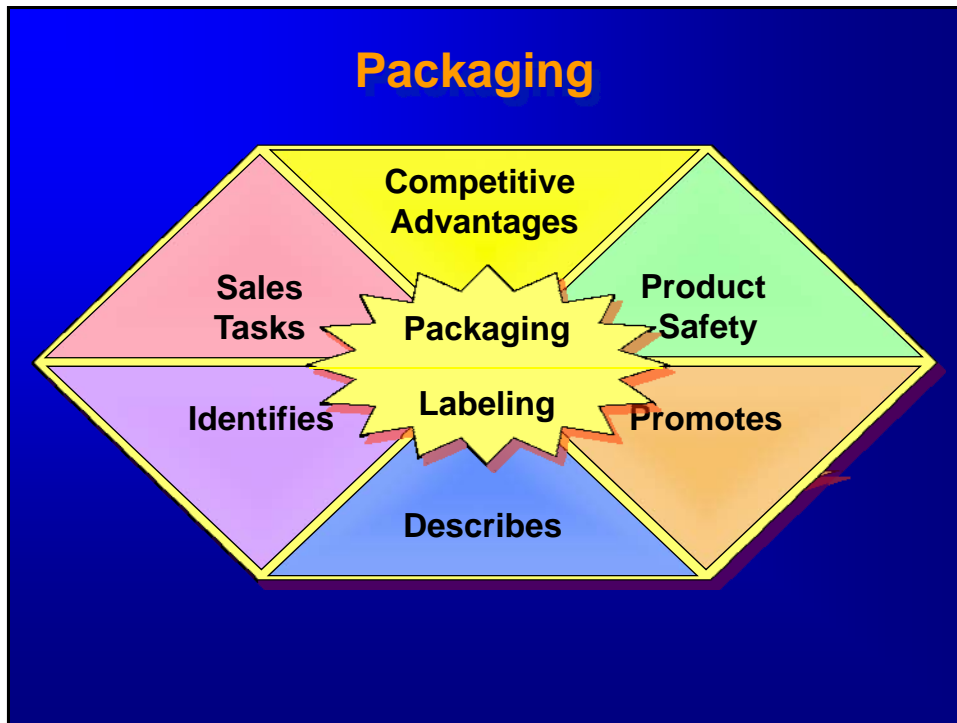 Packaging
Competitive
Advantages
Sales
Tasks
Product
Safety
Packaging
Labeling
Identifies
Promotes
Describes